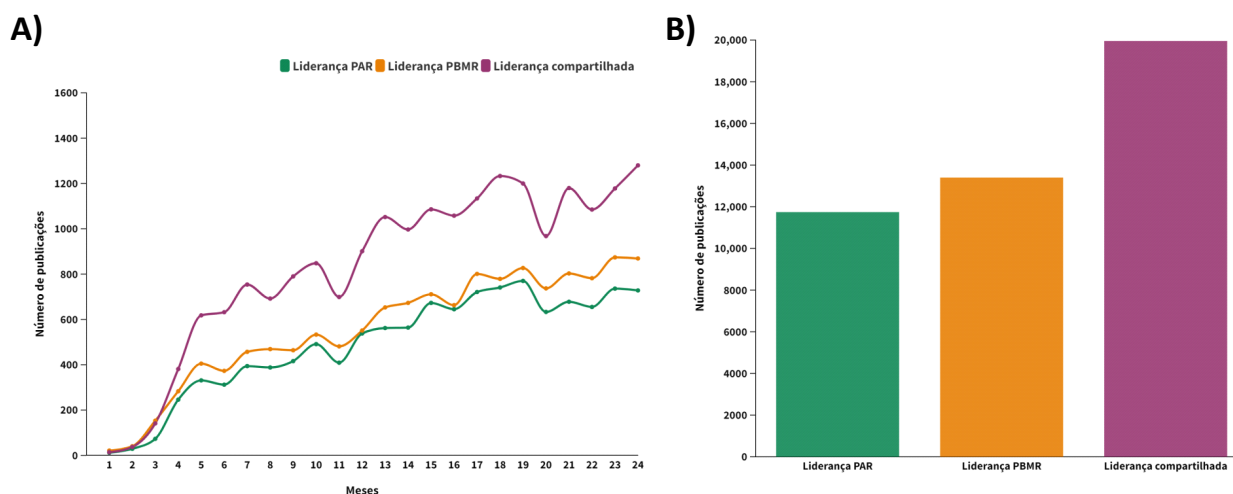 A)
Liderança PAR Liderança PBMR Liderança compartilhada
1600
1400
1200
1000
800
600
400
200
0
Número de publicações
1 2 3 4 5 6 7 8 9 10 11 12 13 14 15 16 17 18 19 20 21 22 23 24
Meses
B)
20,000
18,000
16,000
14,000
12,000
10,000
8000
6000
4000
2000
0
Número de publicações
Liderança PAR Liderança PBMR Liderança compartilhada